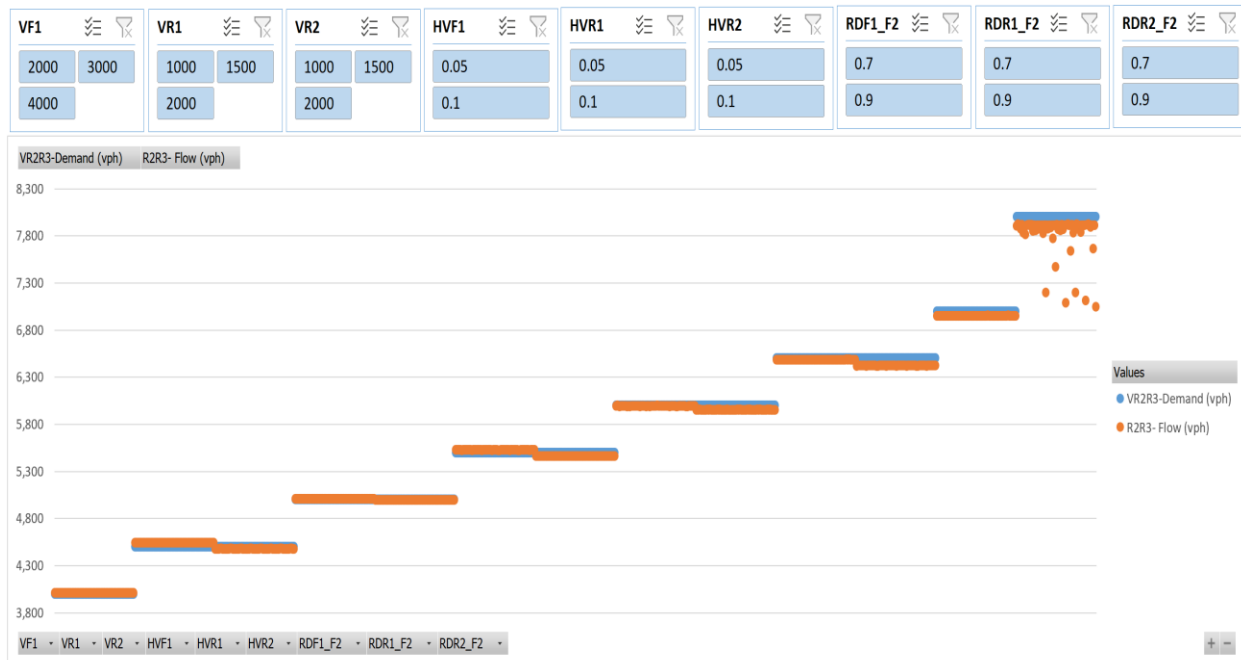 VF1 VR1 VR2 HVF1 HVR1 HVR2 RDF1_F2 RDR1_F2 RDR2_F2
2000 3000 1000 1500 1000 1500 0.05 0.05 0.05 0.7 0.7 0.7
4000 2000 2000 0.1 0.1 0.1 0.9 0.9 0.9
VR2R3-Demand (vph) R2R3- Flow (vph)
8,300
7,800
7,300
6,800
6,300
5,800
5,300
4,800
4,300
3,800
Values
VR2R3-Demand (vph)
R2R3- Flow (vph)
VF1 VR1 VR2 HVF1 HVR1 HVR2 RDF1_F2 RDR1_F2 RDR2_F2 + −